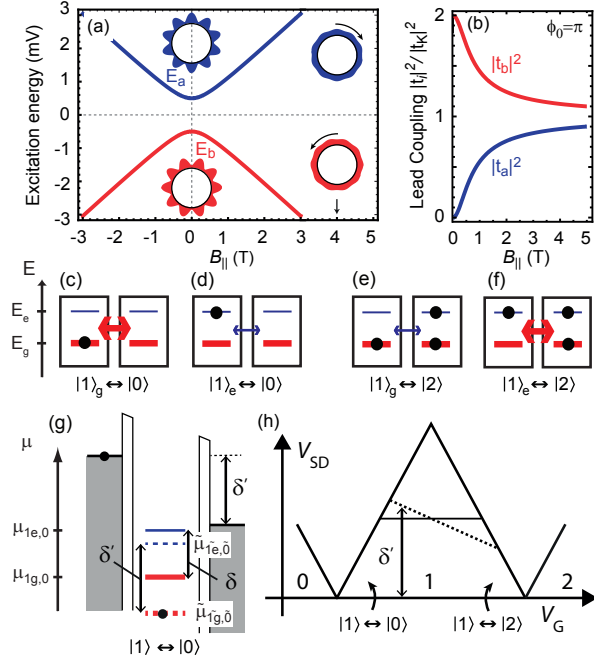 (a)
Excitation energy (meV)
3
2
1
0
-1
-2
-3
E_a
E_b
-3 -2 -1 0 1 2 3 4 5
B_|| (T)
(b)
ϕ_0=π
Lead Coupling |t_i|^2/|t_K|^2
2
1
0
|t_b|^2
|t_a|^2
0 1 2 3 4 5
B_|| (T)
E
E_e
E_g
(c)
|1⟩_g ↔ |0⟩
(d)
|1⟩_e ↔ |0⟩
(e)
|1⟩_g ↔ |2⟩
(f)
|1⟩_e ↔ |2⟩
(g)
μ
μ_1e,0
μ_1g,0
δ'
δ'
δ
μ̃_1̃e,0̃
μ̃_1̃g,0̃
|1⟩ ↔ |0⟩
(h)
V_SD
δ'
0 1 2
|1⟩ ↔ |0⟩ |1⟩ ↔ |2⟩
V_G